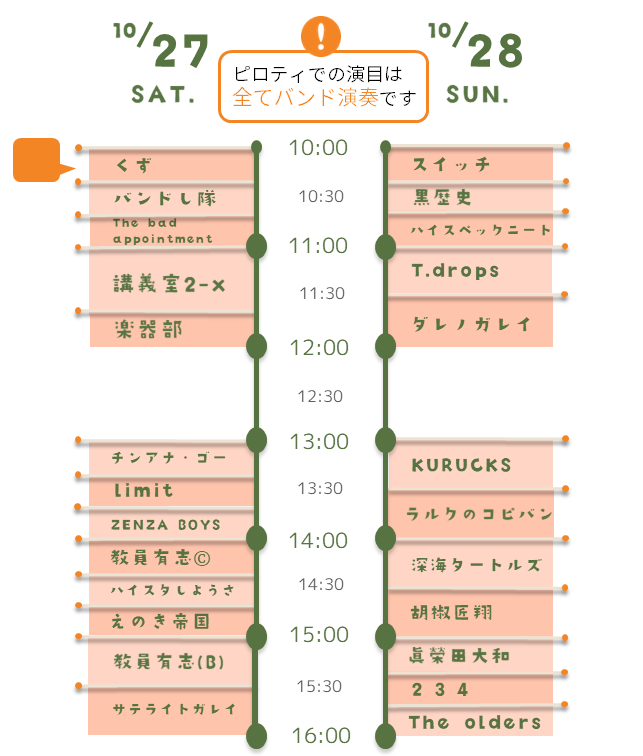 10/27
SAT.
10/28
SUN.
!
ピロティでの演目は
全てバンド演奏です
くず
バンドし隊
The bad
appointment
講義室2-x
楽器部
チンアナ・ゴー
limit
ZENZA BOYS
教員有志©
ハイスタしようさ
えのき帝国
教員有志(B)
サテライトガレイ
10:00
10:30
11:00
11:30
12:00
12:30
13:00
13:30
14:00
14:30
15:00
15:30
16:00
スイッチ
黒歴史
ハイスペックニート
T.drops
ダレノガレイ
KURUCKS
ラルクのコピバン
深海タートルズ
胡椒匠翔
眞榮田大和
2 3 4
The olders